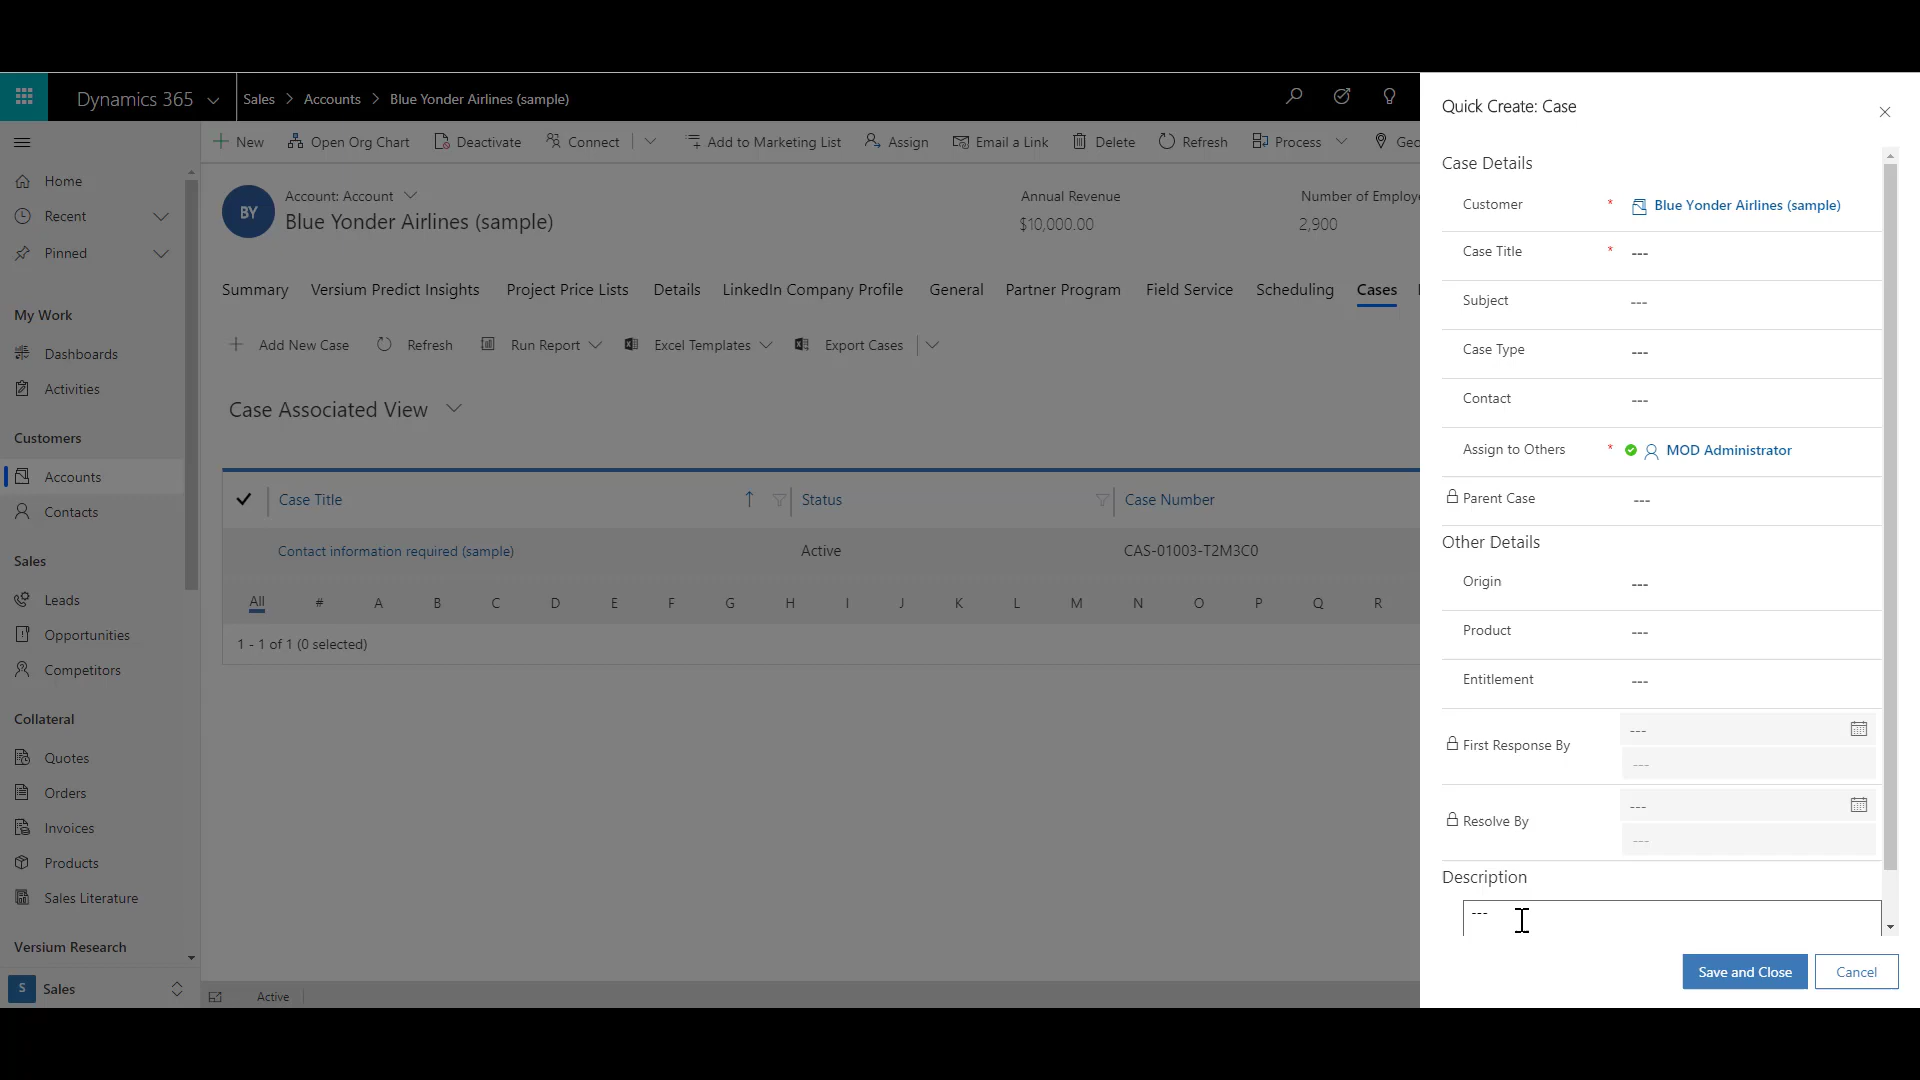 Dynamics 365
Sales > Accounts > Blue Yonder Airlines (sample)
New
Open Org Chart
Deactivate
Connect
Add to Marketing List
Assign
Email a Link
Delete
Refresh
Process
Geo
Home
Recent
Pinned
My Work
Dashboards
Activities
Customers
Accounts
Contacts
Sales
Leads
Opportunities
Competitors
Collateral
Quotes
Orders
Invoices
Products
Sales Literature
Versium Research
S Sales
BY
Account: Account
Blue Yonder Airlines (sample)
Annual Revenue
$10,000.00
Number of Employe
2,900
Summary
Versium Predict Insights
Project Price Lists
Details
LinkedIn Company Profile
General
Partner Program
Field Service
Scheduling
Cases
Add New Case
Refresh
Run Report
Excel Templates
Export Cases
Case Associated View
Case Title
Status
Case Number
Contact information required (sample)
Active
CAS-01003-T2M3C0
All # A B C D E F G H I J K L M N O P Q R
1 - 1 of 1 (0 selected)
Active
Quick Create: Case
Case Details
Customer * Blue Yonder Airlines (sample)
Case Title * ---
Subject ---
Case Type ---
Contact ---
Assign to Others * MOD Administrator
Parent Case ---
Other Details
Origin ---
Product ---
Entitlement ---
First Response By ---
---
Resolve By ---
---
Description
---
Save and Close
Cancel